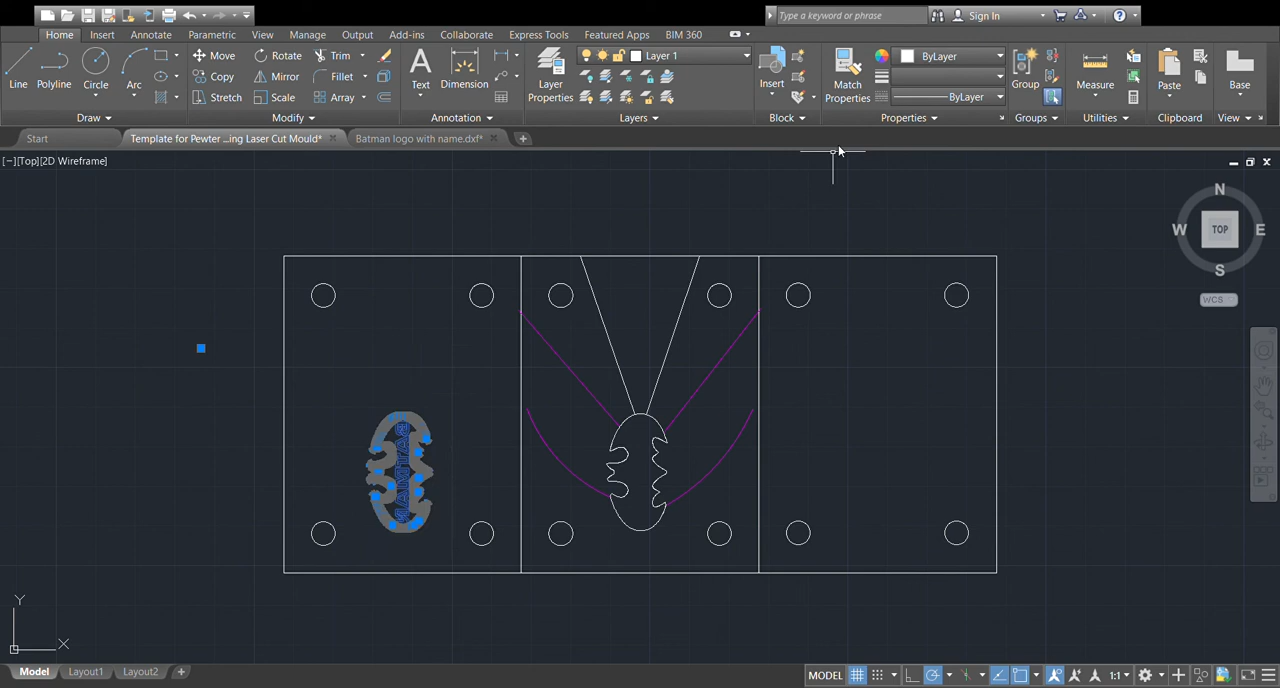 Type a keyword or phrase
Sign In
Home Insert Annotate Parametric View Manage Output Add-ins Collaborate Express Tools Featured Apps BIM 360
Line Polyline Circle Arc
Move Rotate Trim
Copy Mirror Fillet
Stretch Scale Array
Text Dimension
Layer Properties
Layer 1
Insert
Match Properties
ByLayer
ByLayer
Group
Measure
Paste
Base
Draw Modify Annotation Layers Block Properties Groups Utilities Clipboard View
Start Template for Pewter ...ing Laser Cut Mould* Batman logo with name.dxf*
[−][Top][2D Wireframe]
N
W TOP E
S
WCS
BATMAN
Y
X
Model Layout1 Layout2
MODEL 1:1